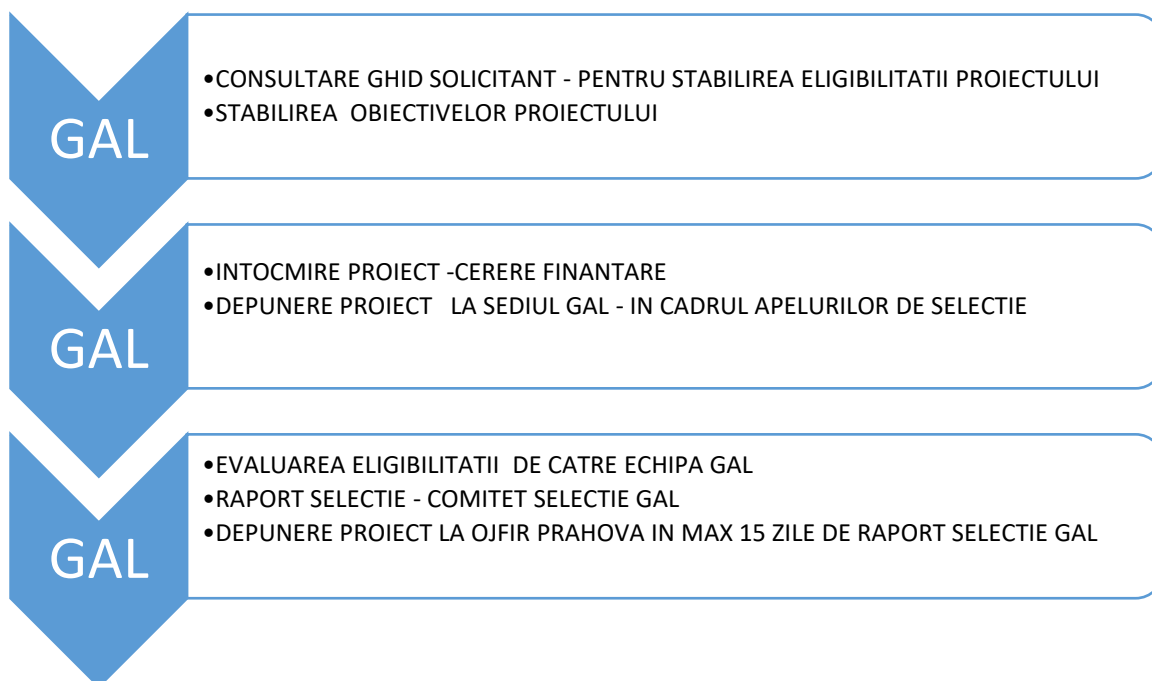 GAL
•CONSULTARE GHID SOLICITANT - PENTRU STABILIREA ELIGIBILITATII PROIECTULUI
•STABILIREA  OBIECTIVELOR PROIECTULUI
GAL
•INTOCMIRE PROIECT -CERERE FINANTARE
•DEPUNERE PROIECT   LA SEDIUL GAL - IN CADRUL APELURILOR DE SELECTIE
GAL
•EVALUAREA ELIGIBILITATII  DE CATRE ECHIPA GAL
•RAPORT SELECTIE - COMITET SELECTIE GAL
•DEPUNERE PROIECT LA OJFIR PRAHOVA IN MAX 15 ZILE DE RAPORT SELECTIE GAL